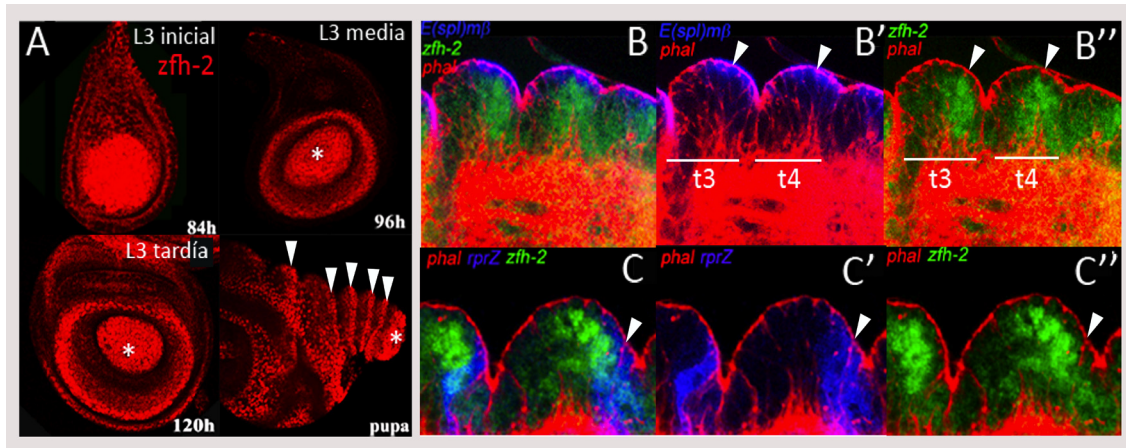 A
L3 inicial
zfh-2
84h
L3 media
*
96h
L3 tardía
*
120h
*
pupa
E(spl)mβ
zfh-2
phal
B
E(spl)mβ
phal
B'
t3 t4
zfh-2
phal
B''
t3 t4
phal rprZ zfh-2
C
phal rprZ
C'
phal zfh-2
C''